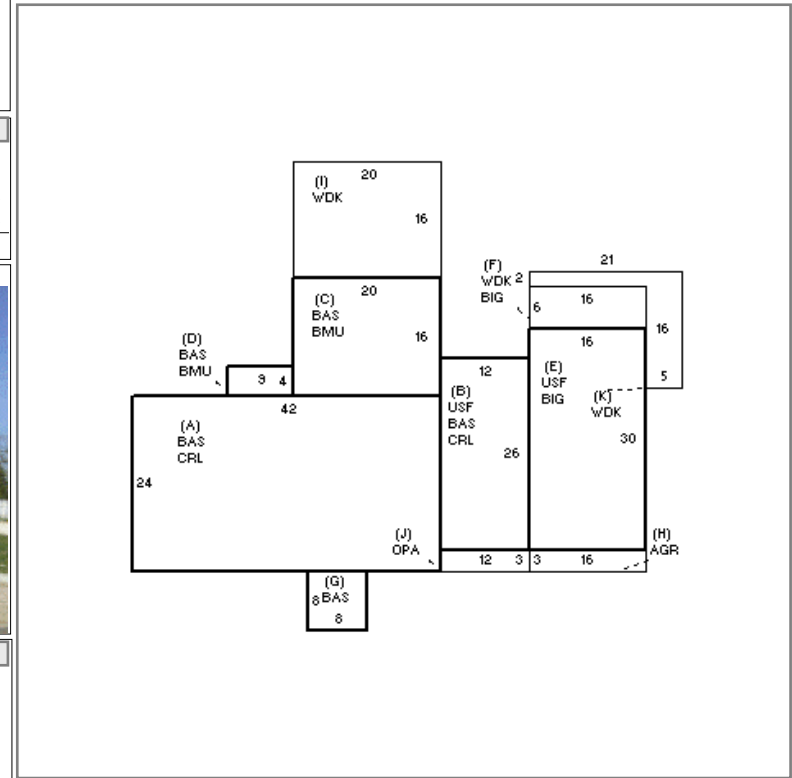 20
(I)
WDK
16
21
(F)
WDK 2
BIG
6 16
16
20
(C)
BAS
BMU
16
16
(D)
BAS
BMU
9 4
12
(E)
USF
BIG
5
(B)
USF
BAS
CRL
(K)
WDK
42
(A)
BAS
CRL
26
30
24
(J)
OPA
(H)
AGR
12 3 3 16
(G)
8 BAS
8